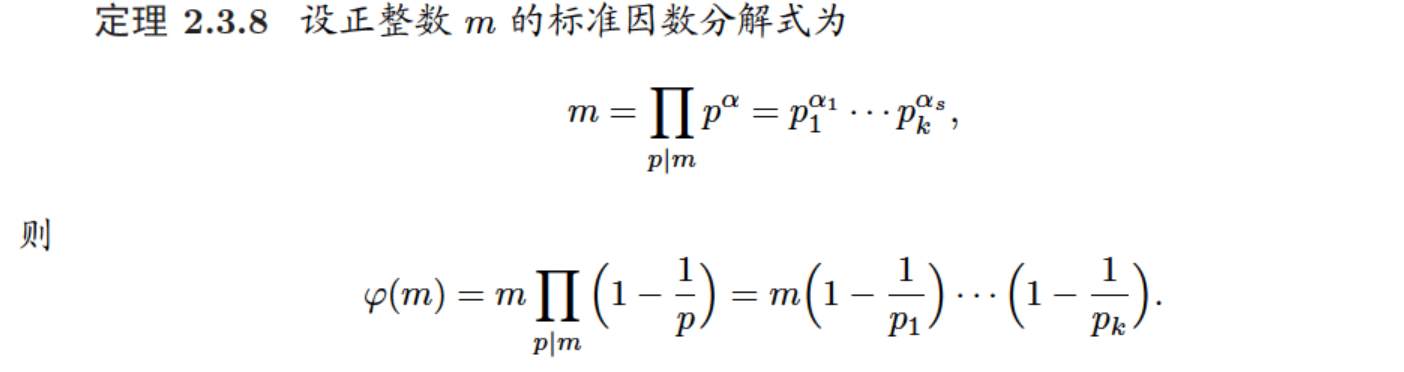 定理 2.3.8 设正整数 m 的标准因数分解式为
m = ∏_{p|m} p^α = p_1^{α_1} ⋯ p_k^{α_s},
则
φ(m) = m ∏_{p|m} (1 − 1/p) = m(1 − 1/p_1) ⋯ (1 − 1/p_k).